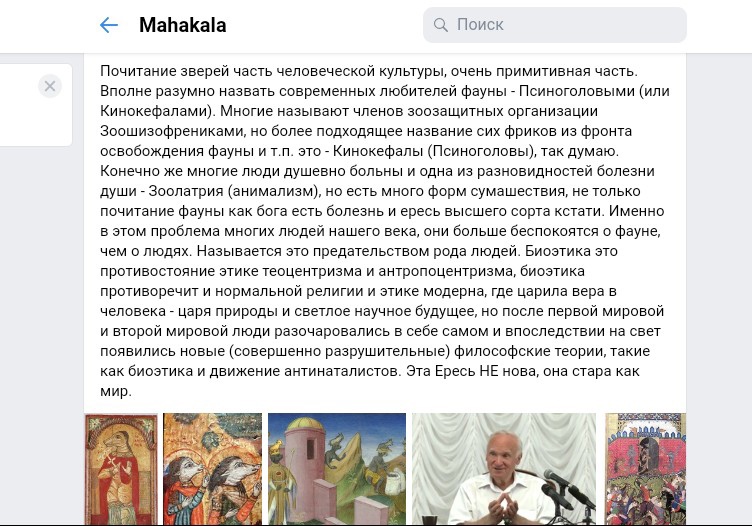 Mahakala
Поиск
Почитание зверей часть человеческой культуры, очень примитивная часть.
Вполне разумно назвать современных любителей фауны - Псиноголовыми (или
Кинокефалами). Многие называют членов зоозащитных организации
Зоошизофрениками, но более подходящее название сих фриков из фронта
освобождения фауны и т.п. это - Кинокефалы (Псиноголовы), так думаю.
Конечно же многие люди душевно больны и одна из разновидностей болезни
души - Зоолатрия (анимализм), но есть много форм сумашествия, не только
почитание фауны как бога есть болезнь и ересь высшего сорта кстати. Именно
в этом проблема многих людей нашего века, они больше беспокоятся о фауне,
чем о людях. Называется это предательством рода людей. Биоэтика это
противостояние этике теоцентризма и антропоцентризма, биоэтика
противоречит и нормальной религии и этике модерна, где царила вера в
человека - царя природы и светлое научное будущее, но после первой мировой
и второй мировой люди разочаровались в себе самом и впоследствии на свет
появились новые (совершенно разрушительные) философские теории, такие
как биоэтика и движение антинаталистов. Эта Ересь НЕ нова, она стара как
мир.